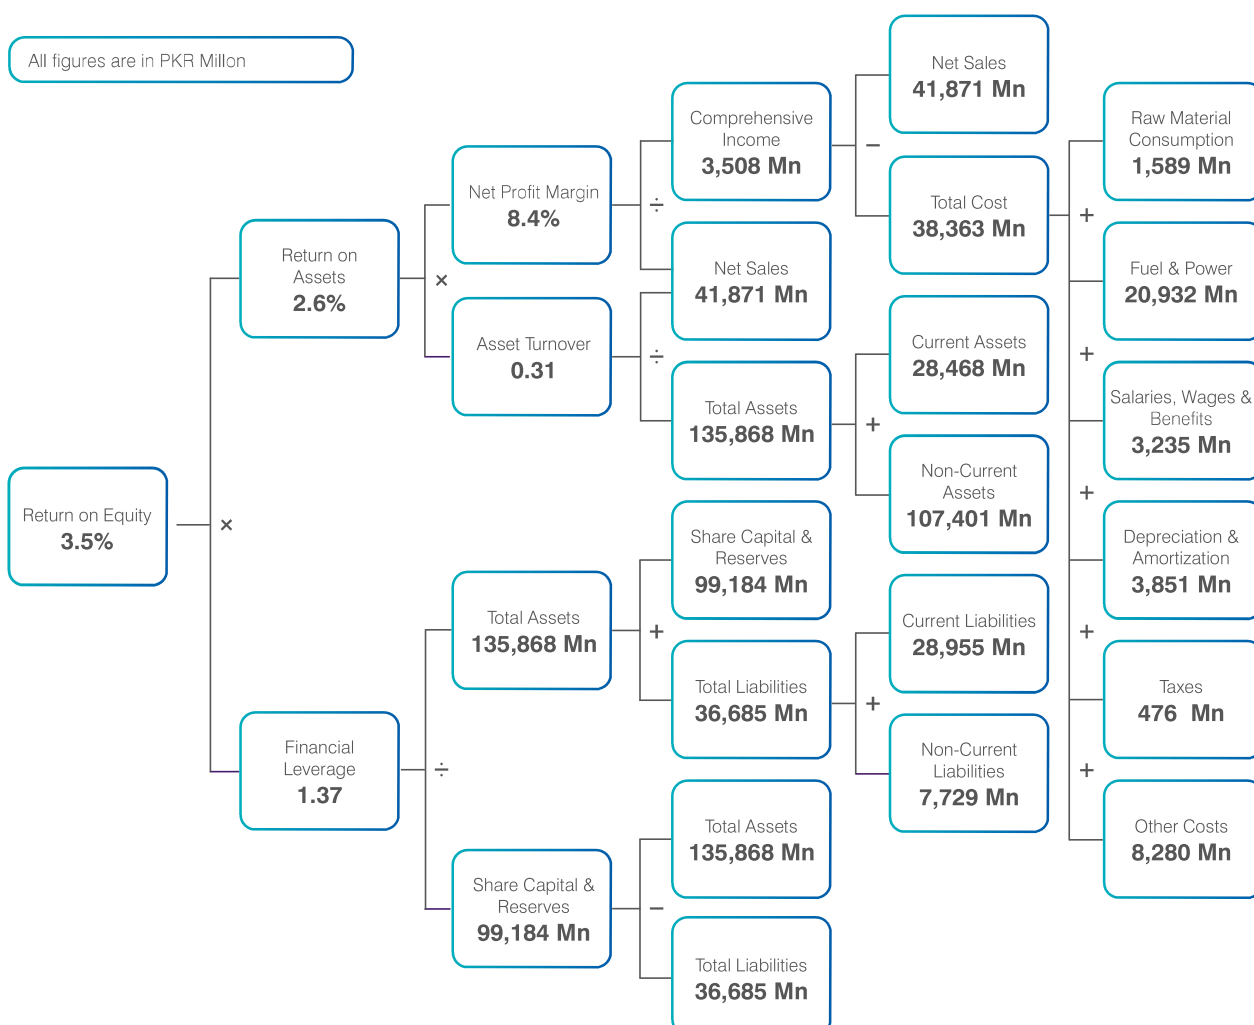 All figures are in PKR Millon
Return on Equity
3.5%
×
Return on
Assets
2.6%
Financial
Leverage
1.37
×
÷
Net Profit Margin
8.4%
Asset Turnover
0.31
Total Assets
135,868 Mn
Share Capital &
Reserves
99,184 Mn
÷
÷
+
−
Comprehensive
Income
3,508 Mn
Net Sales
41,871 Mn
Total Assets
135,868 Mn
Share Capital &
Reserves
99,184 Mn
Total Liabilities
36,685 Mn
Total Assets
135,868 Mn
Total Liabilities
36,685 Mn
−
+
+
Net Sales
41,871 Mn
Total Cost
38,363 Mn
Current Assets
28,468 Mn
Non-Current
Assets
107,401 Mn
Current Liabilities
28,955 Mn
Non-Current
Liabilities
7,729 Mn
Raw Material
Consumption
1,589 Mn
+
Fuel & Power
20,932 Mn
+
Salaries, Wages &
Benefits
3,235 Mn
+
Depreciation &
Amortization
3,851 Mn
+
Taxes
476 Mn
+
Other Costs
8,280 Mn